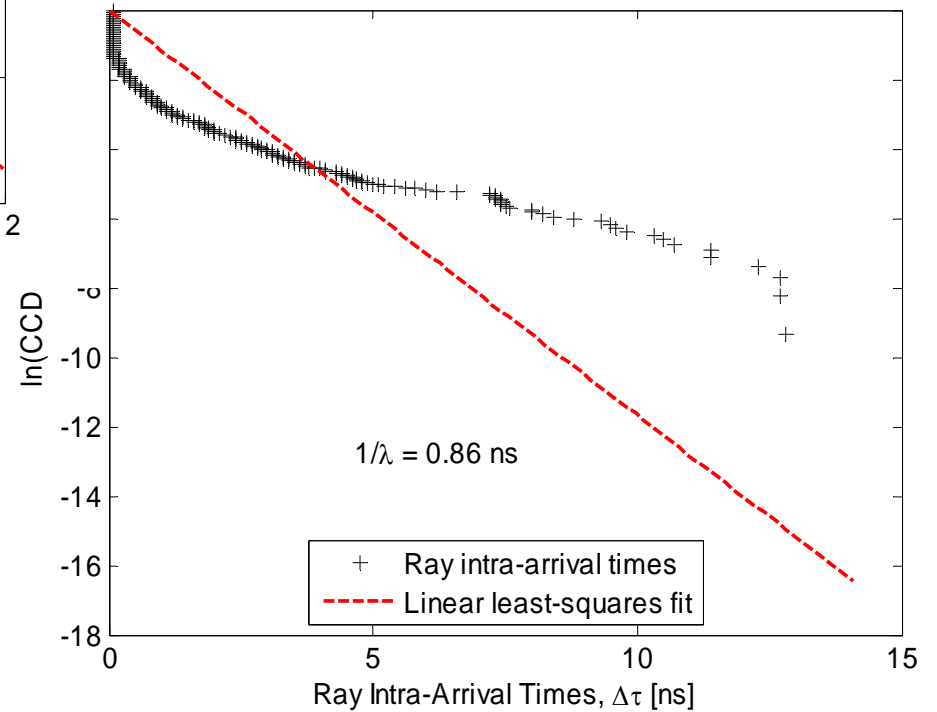 2
ln(CCD
-10
-12
-14
-16
-18
1/λ = 0.86 ns
Ray intra-arrival times
Linear least-squares fit
0
5
10
15
Ray Intra-Arrival Times, Δτ [ns]